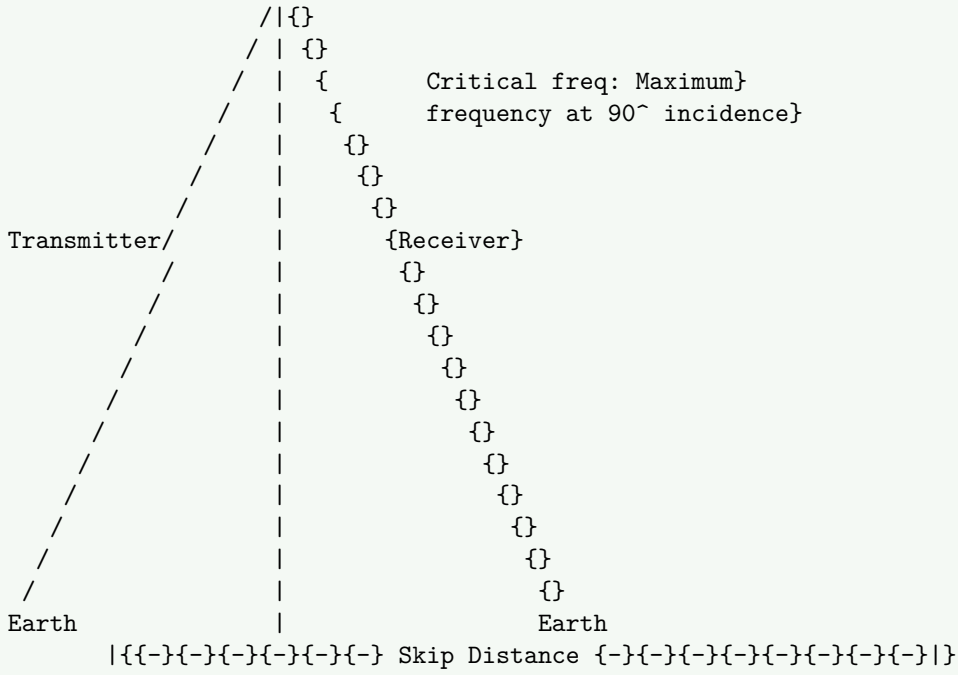 /|{}
/ | {}
/ | { Critical freq: Maximum}
/ | { frequency at 90^ incidence}
/ | {}
/ | {}
/ | {}
Transmitter/ | {Receiver}
/ | {}
/ | {}
/ | {}
/ | {}
/ | {}
/ | {}
/ | {}
/ | {}
/ | {}
/ | {}
/ | {}
Earth | Earth
|{{-}{-}{-}{-}{-}{-} Skip Distance {-}{-}{-}{-}{-}{-}{-}{-}|}